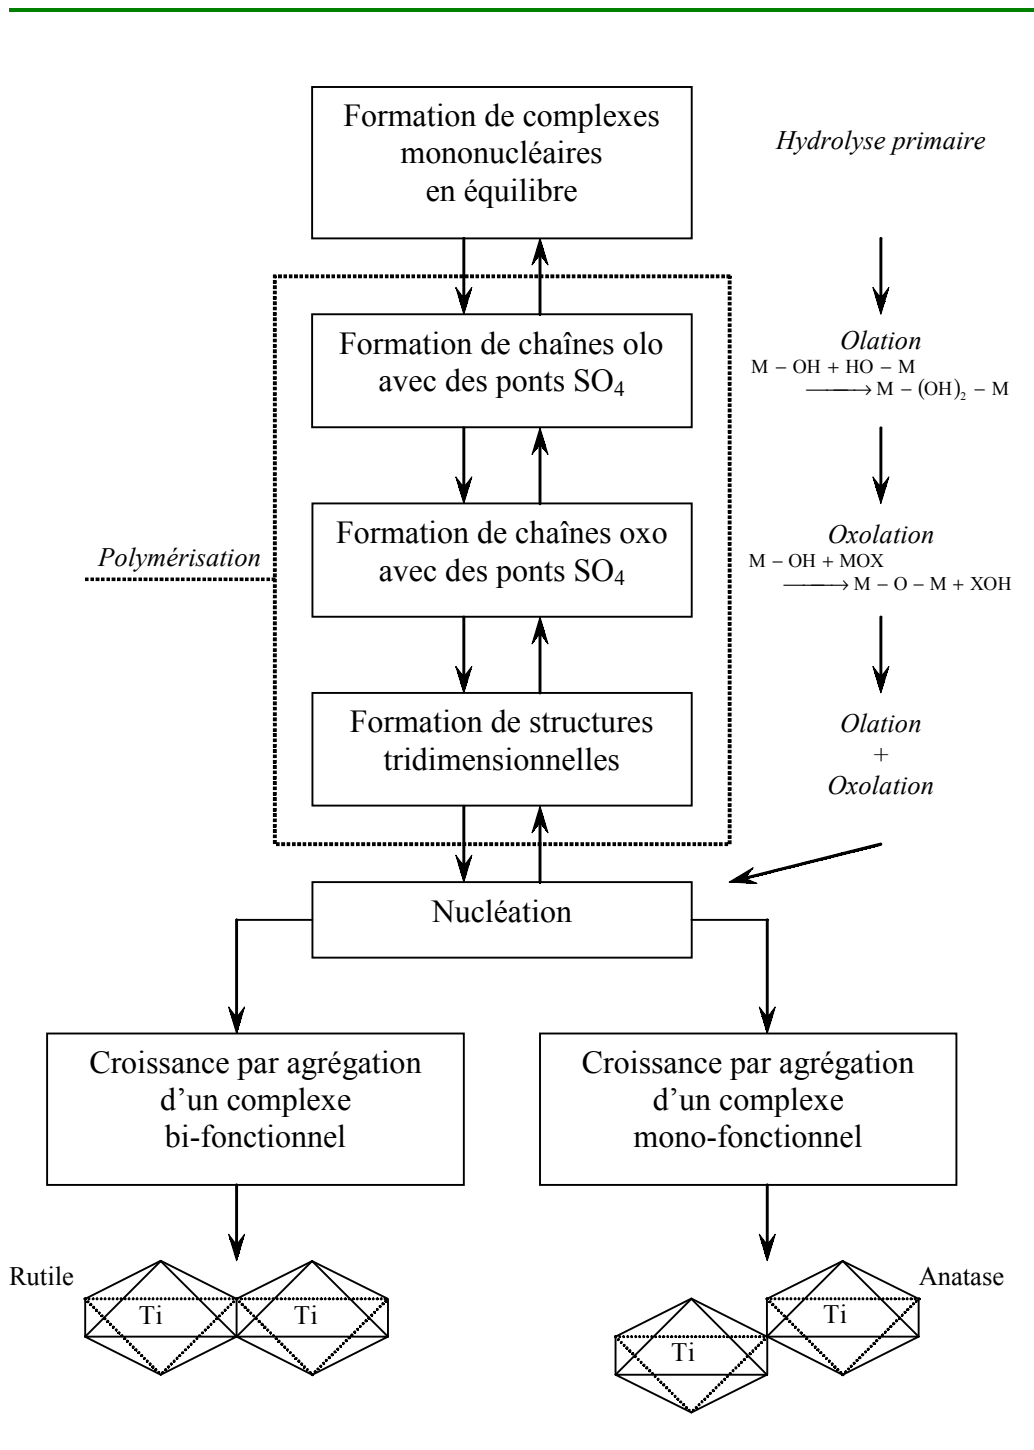 Formation de complexes
mononucléaires
en équilibre
Hydrolyse primaire
Formation de chaînes olo
avec des ponts SO₄
Olation
M – OH + HO – M
⟶ M – (OH)₂ – M
Polymérisation
Formation de chaînes oxo
avec des ponts SO₄
Oxolation
M – OH + MOX
⟶ M – O – M + XOH
Formation de structures
tridimensionnelles
Olation
+
Oxolation
Nucléation
Croissance par agrégation
d’un complexe
bi-fonctionnel
Croissance par agrégation
d’un complexe
mono-fonctionnel
Rutile
Ti Ti
Anatase
Ti
Ti